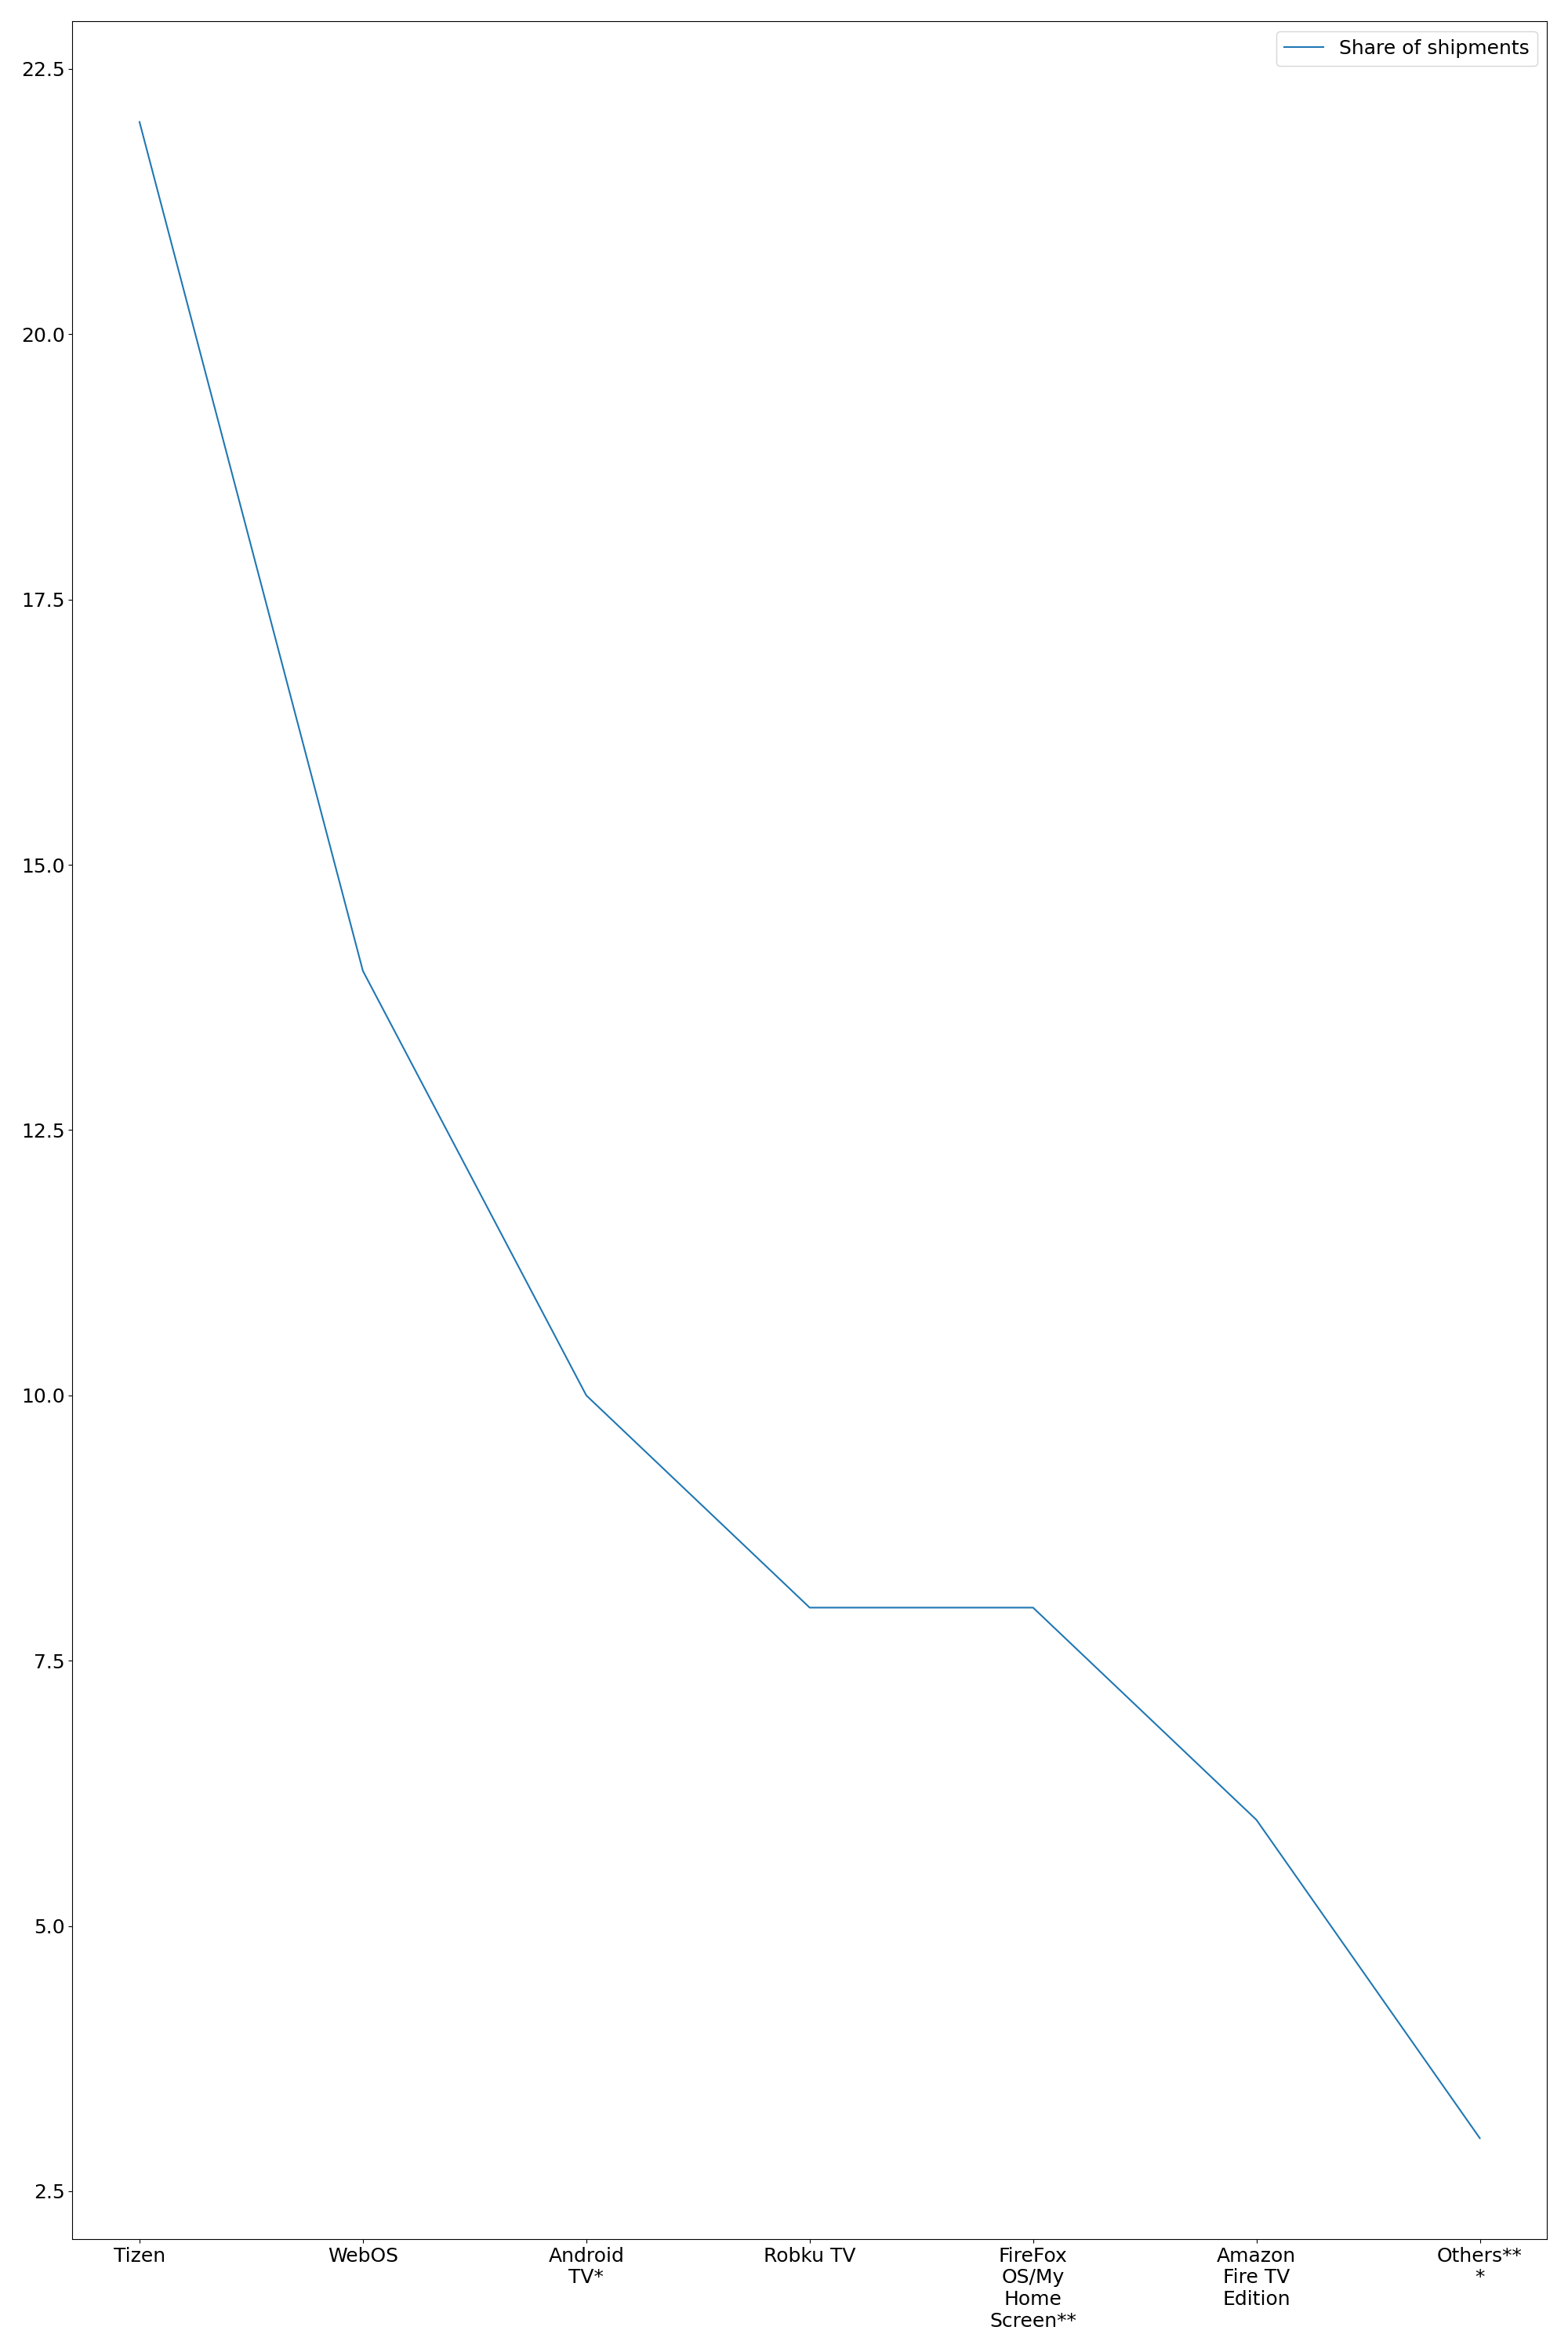 Share of shipments
22.5
20.0
17.5
15.0
12.5
10.0
7.5
5.0
2.5
Tizen
WebOS
Android
TV*
Robku TV
FireFox
OS/My
Home
Screen**
Amazon
Fire TV
Edition
Others**
*